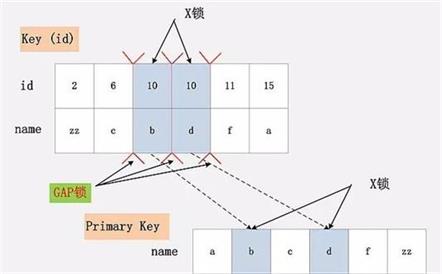 X锁
Key (id)
id 2 6 10 10 11 15
name zz c b d f a
GAP锁
X锁
Primary Key
name a b c d f zz